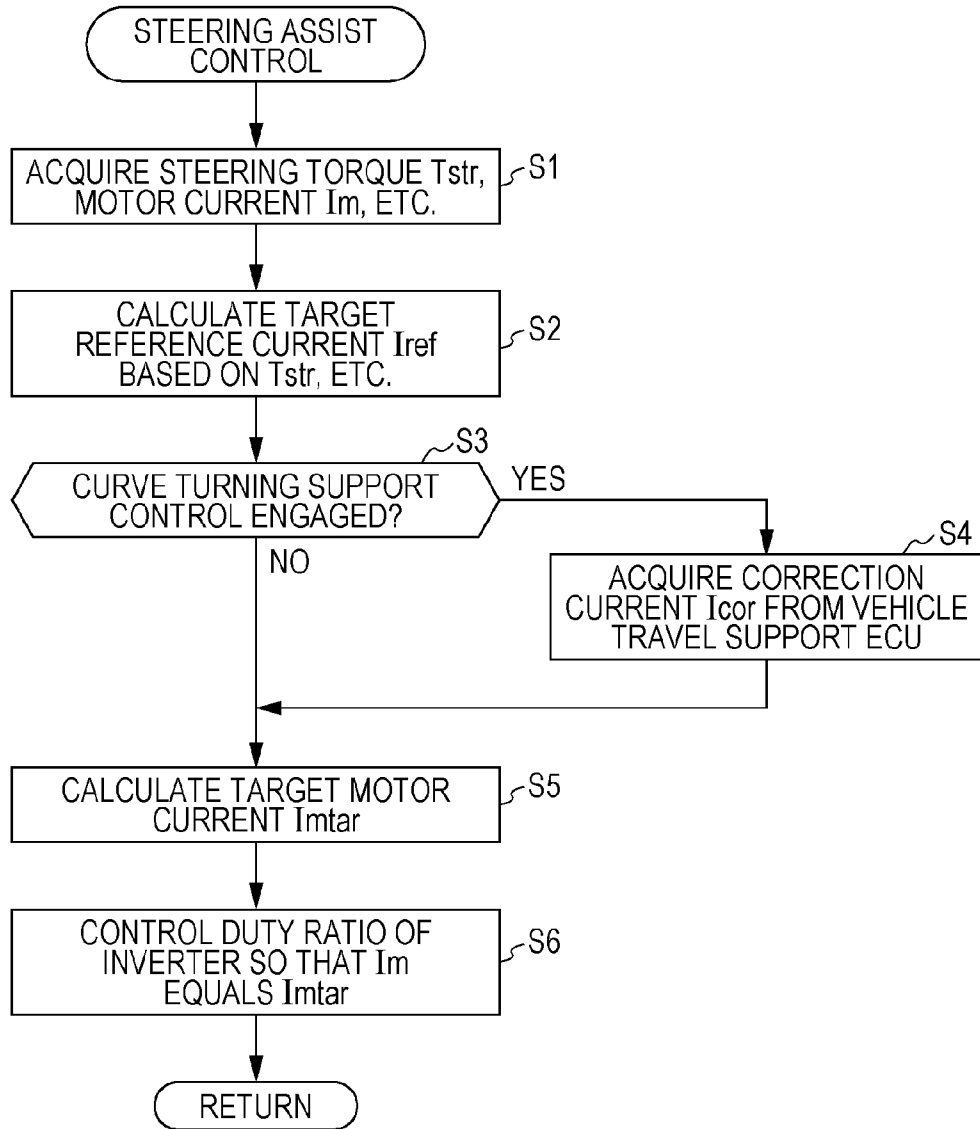 STEERING ASSIST
CONTROL
S1
ACQUIRE STEERING TORQUE Tstr,
MOTOR CURRENT Im, ETC.
S2
CALCULATE TARGET
REFERENCE CURRENT Iref
BASED ON Tstr, ETC.
S3
CURVE TURNING SUPPORT
CONTROL ENGAGED?
YES
NO
S4
ACQUIRE CORRECTION
CURRENT Icor FROM VEHICLE
TRAVEL SUPPORT ECU
S5
CALCULATE TARGET MOTOR
CURRENT Imtar
S6
CONTROL DUTY RATIO OF
INVERTER SO THAT Im
EQUALS Imtar
RETURN